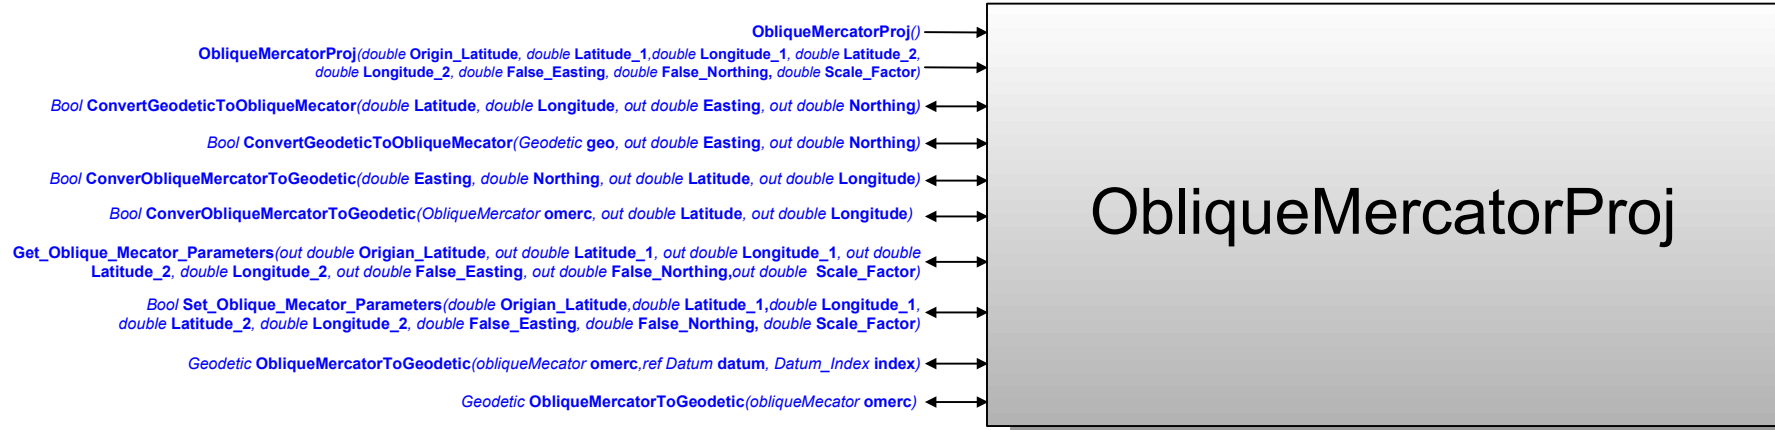 ObliqueMercatorProj()
ObliqueMercatorProj(double Origin_Latitude, double Latitude_1,double Longitude_1, double Latitude_2,
double Longitude_2, double False_Easting, double False_Northing, double Scale_Factor)
Bool ConvertGeodeticToObliqueMecator(double Latitude, double Longitude, out double Easting, out double Northing)
Bool ConvertGeodeticToObliqueMecator(Geodetic geo, out double Easting, out double Northing)
Bool ConverObliqueMercatorToGeodetic(double Easting, double Northing, out double Latitude, out double Longitude)
Bool ConverObliqueMercatorToGeodetic(ObliqueMercator omerc, out double Latitude, out double Longitude)
Get_Oblique_Mecator_Parameters(out double Origian_Latitude, out double Latitude_1, out double Longitude_1, out double
Latitude_2, double Longitude_2, out double False_Easting, out double False_Northing,out double Scale_Factor)
Bool Set_Oblique_Mecator_Parameters(double Origian_Latitude,double Latitude_1,double Longitude_1,
double Latitude_2, double Longitude_2, double False_Easting, double False_Northing, double Scale_Factor)
Geodetic ObliqueMercatorToGeodetic(obliqueMecator omerc,ref Datum datum, Datum_Index index)
Geodetic ObliqueMercatorToGeodetic(obliqueMecator omerc)
ObliqueMercatorProj